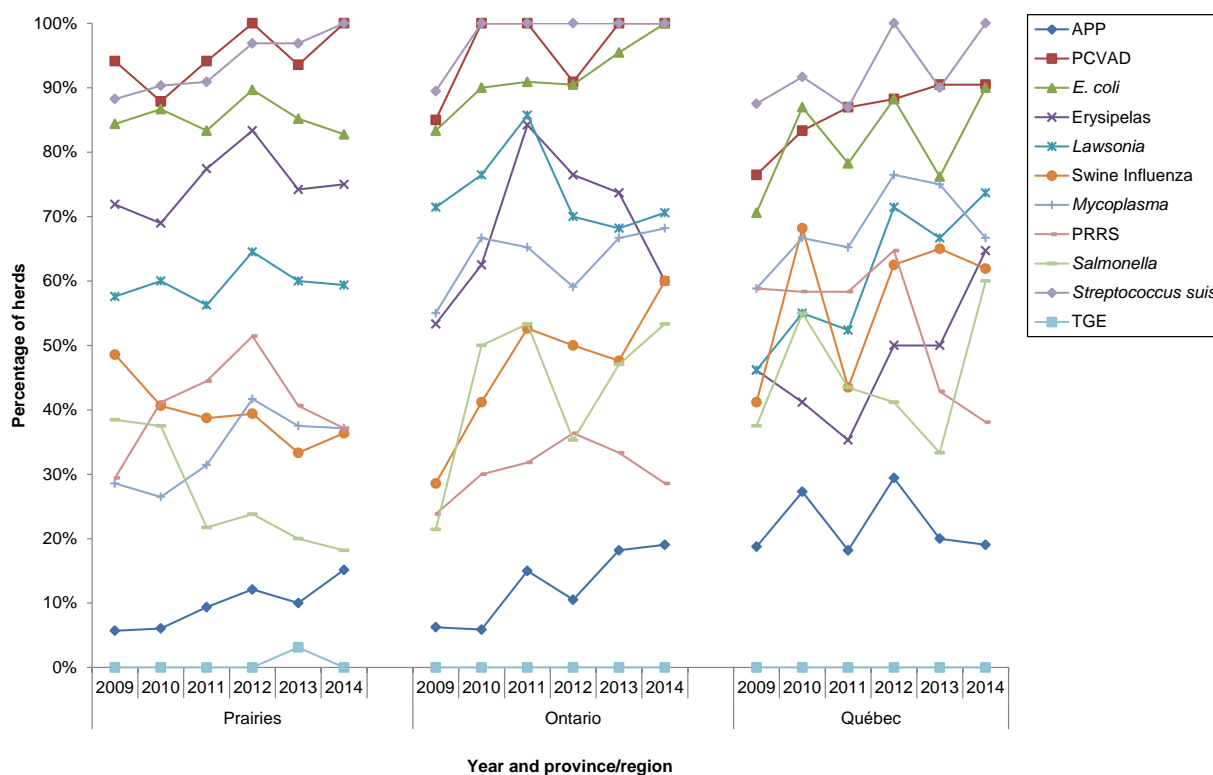 100%
90%
80%
70%
60%
50%
40%
30%
20%
10%
0%
Percentage of herds
2009 2010 2011 2012 2013 2014 2009 2010 2011 2012 2013 2014 2009 2010 2011 2012 2013 2014
Prairies Ontario Québec
Year and province/region
APP
PCVAD
E. coli
Erysipelas
Lawsonia
Swine Influenza
Mycoplasma
PRRS
Salmonella
Streptococcus suis
TGE